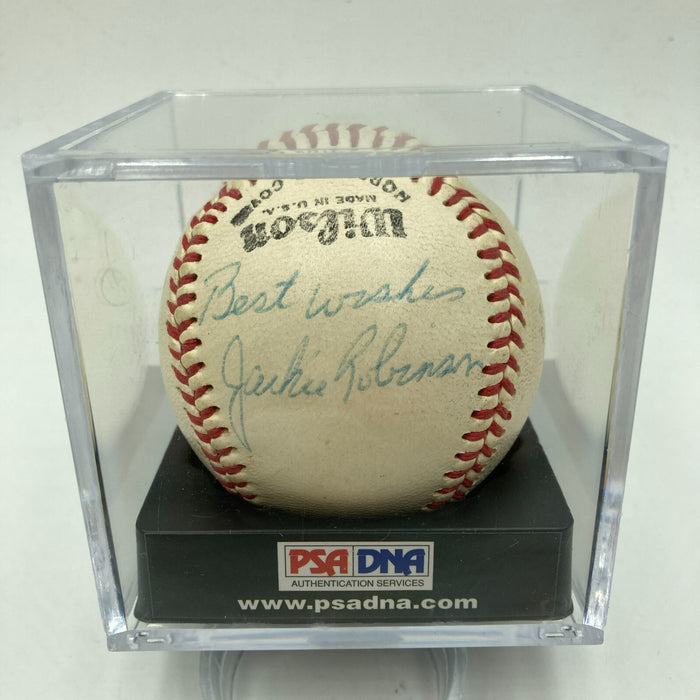 Wilson
MADE IN U.S.A.
Best wishes
Jackie Robinson
PSA DNA
AUTHENTICATION SERVICES
www.psadna.com